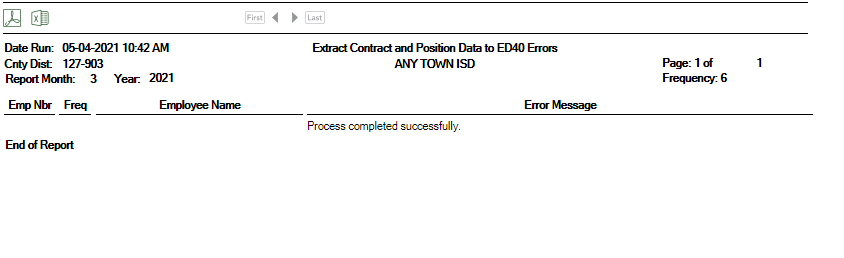 First Last
Date Run: 05-04-2021 10:42 AM Extract Contract and Position Data to ED40 Errors
Cnty Dist: 127-903 ANY TOWN ISD Page: 1 of 1
Report Month: 3 Year: 2021 Frequency: 6
Emp Nbr Freq Employee Name Error Message
Process completed successfully.
End of Report